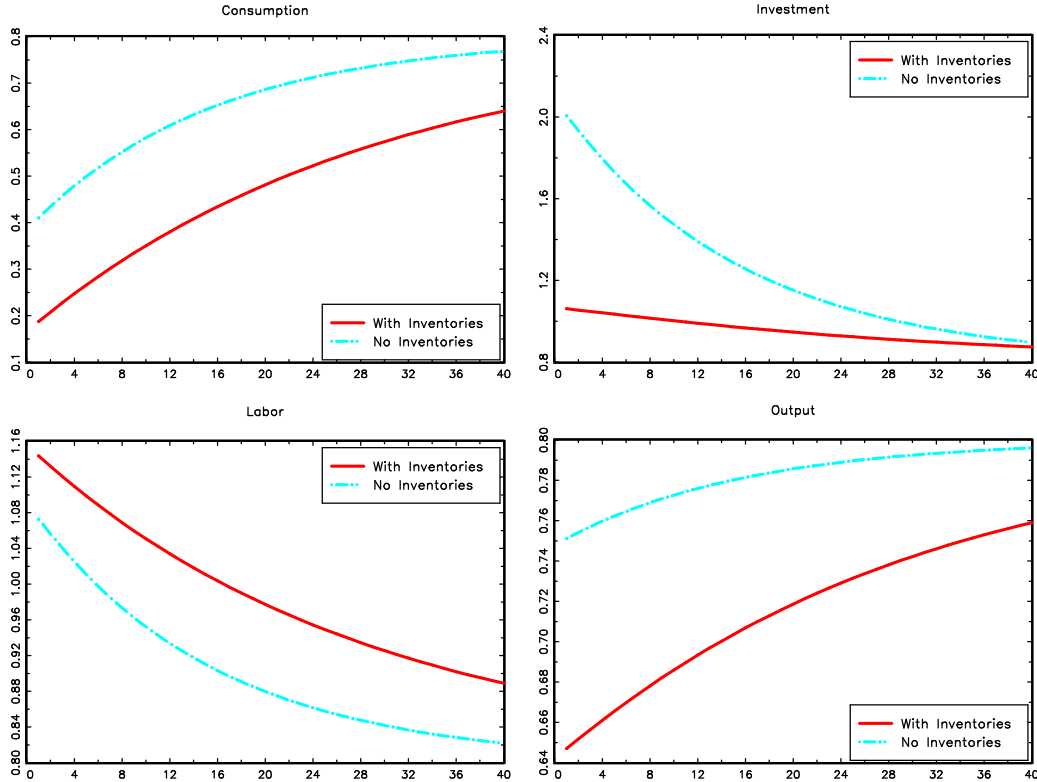 Consumption
0.1 0.2 0.3 0.4 0.5 0.6 0.7 0.8
With Inventories
No Inventories
0 4 8 12 16 20 24 28 32 36 40
Investment
0.8 1.2 1.6 2.0 2.4
With Inventories
No Inventories
0 4 8 12 16 20 24 28 32 36 40
Labor
0.80 0.84 0.88 0.92 0.96 1.00 1.04 1.08 1.12 1.16
With Inventories
No Inventories
0 4 8 12 16 20 24 28 32 36 40
Output
0.64 0.66 0.68 0.70 0.72 0.74 0.76 0.78 0.80
With Inventories
No Inventories
0 4 8 12 16 20 24 28 32 36 40